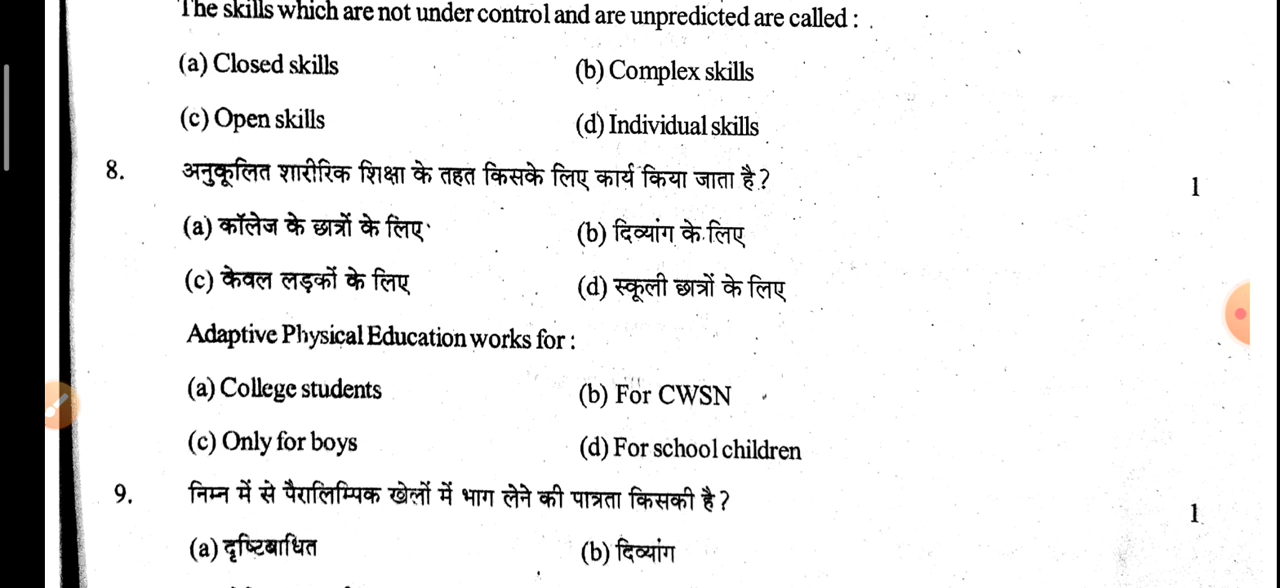 The skills which are not under control and are unpredicted are called :
(a) Closed skills (b) Complex skills
(c) Open skills (d) Individual skills
8. अनुकूलित शारीरिक शिक्षा के तहत किसके लिए कार्य किया जाता है? 1
(a) कॉलेज के छात्रों के लिए (b) दिव्यांग के लिए
(c) केवल लड़कों के लिए (d) स्कूली छात्रों के लिए
Adaptive Physical Education works for :
(a) College students (b) For CWSN
(c) Only for boys (d) For school children
9. निम्न में से पैरालिम्पिक खेलों में भाग लेने की पात्रता किसकी है? 1
(a) दृष्टिबाधित (b) दिव्यांग